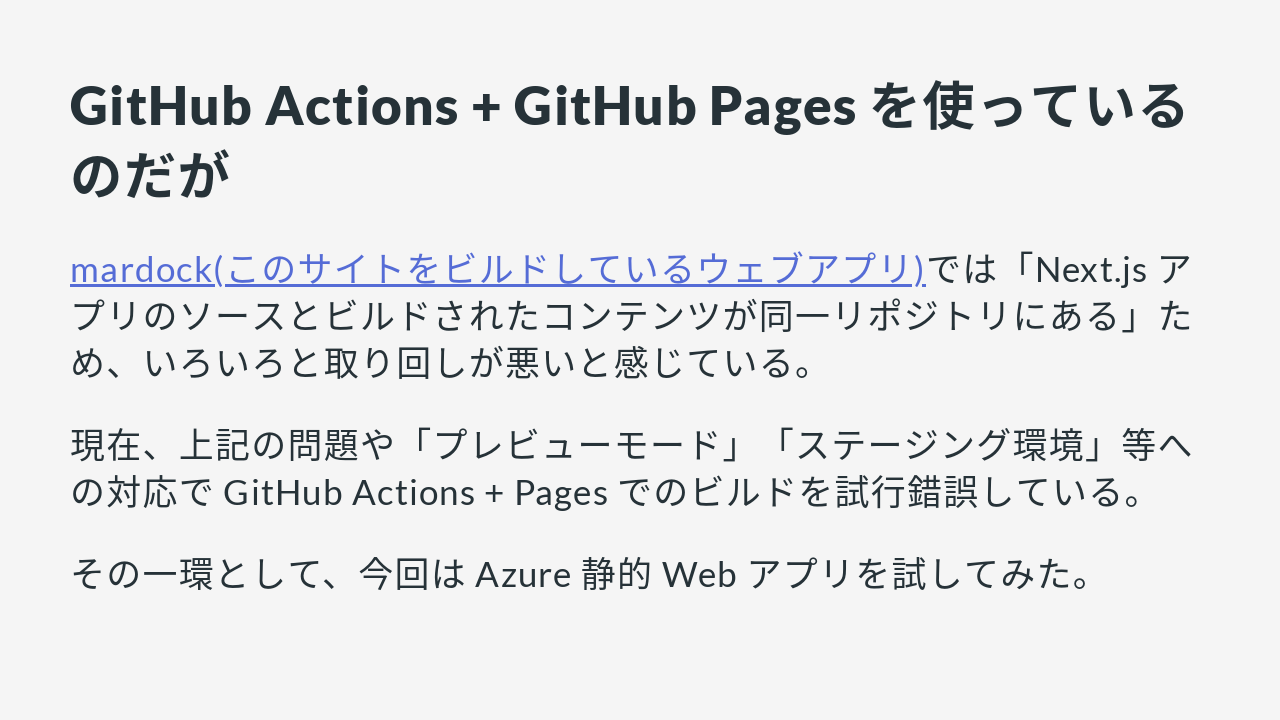 GitHub Actions + GitHub Pages を使っている
のだが
mardock(このサイトをビルドしているウェブアプリ)では「Next.js ア
プリのソースとビルドされたコンテンツが同一リポジトリにある」た
め、いろいろと取り回しが悪いと感じている。
現在、上記の問題や「プレビューモード」「ステージング環境」等へ
の対応で GitHub Actions + Pages でのビルドを試行錯誤している。
その一環として、今回は Azure 静的 Web アプリを試してみた。